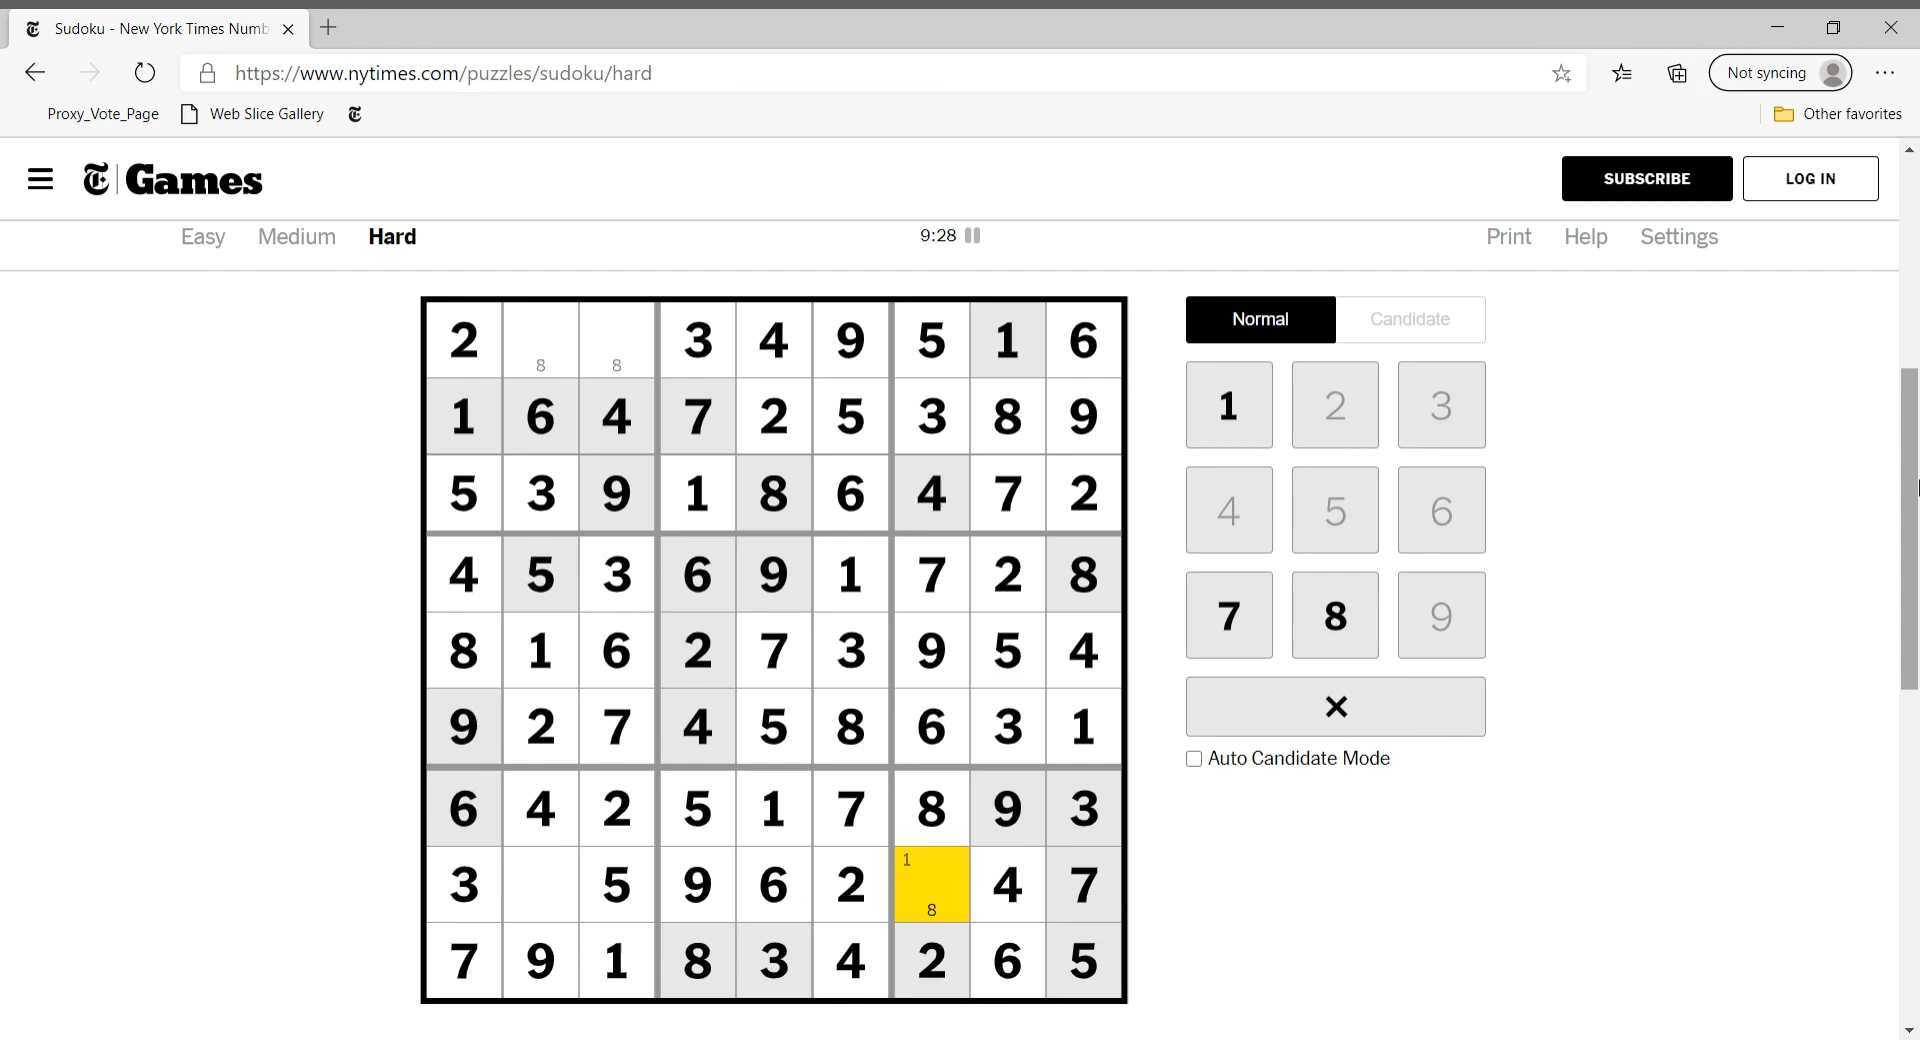 Sudoku - New York Times Numb
https://www.nytimes.com/puzzles/sudoku/hard
Not syncing
Proxy_Vote_Page
Web Slice Gallery
Other favorites
Games
SUBSCRIBE
LOG IN
Easy Medium Hard
9:28
Print Help Settings
2 8 8 3 4 9 5 1 6
1 6 4 7 2 5 3 8 9
5 3 9 1 8 6 4 7 2
4 5 3 6 9 1 7 2 8
8 1 6 2 7 3 9 5 4
9 2 7 4 5 8 6 3 1
6 4 2 5 1 7 8 9 3
3 5 9 6 2 1 8 4 7
7 9 1 8 3 4 2 6 5
Normal Candidate
1 2 3
4 5 6
7 8 9
Auto Candidate Mode